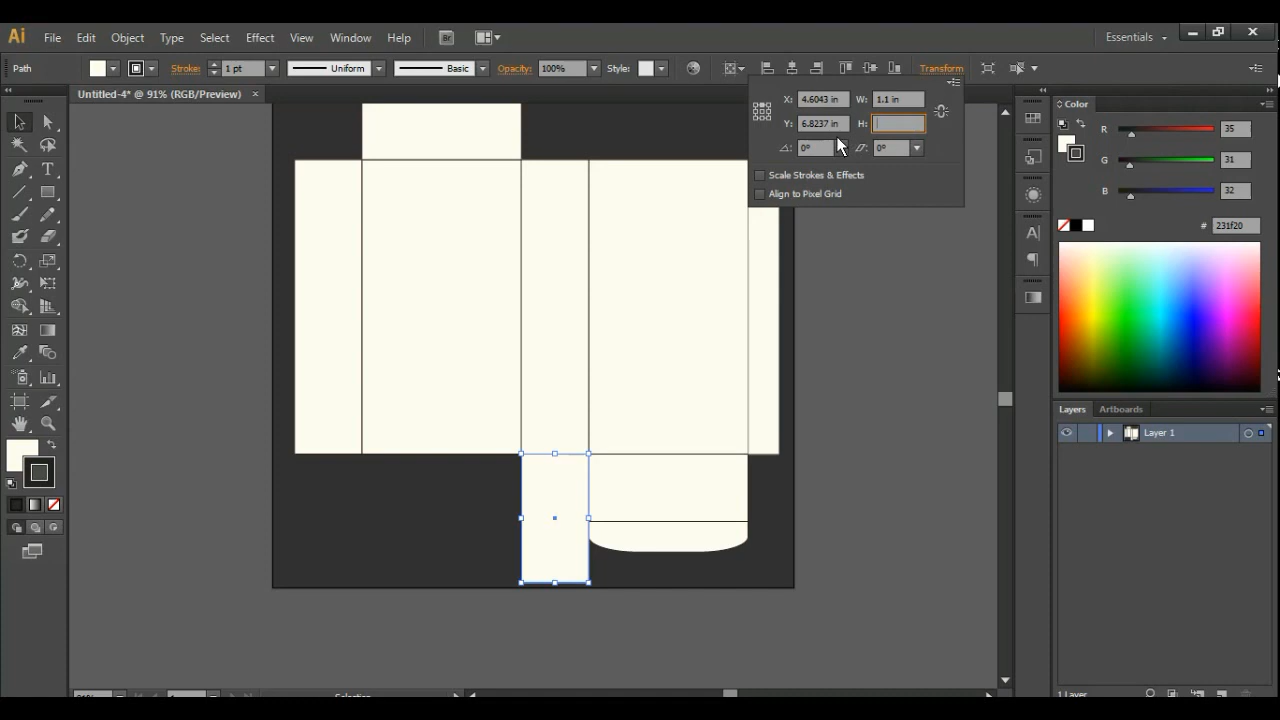 Ai File Edit Object Type Select Effect View Window Help Br Essentials
Path Stroke: 1 pt Uniform Basic Opacity: 100% Style: Transform
Untitled-4* @ 91% (RGB/Preview)
X: 4.6043 in W: 1.1 in
Y: 6.8237 in H:
0° 0°
Scale Strokes & Effects
Align to Pixel Grid
Color
R 35
G 31
B 32
# 231f20
Layers Artboards
Layer 1
Selection
1 Layer